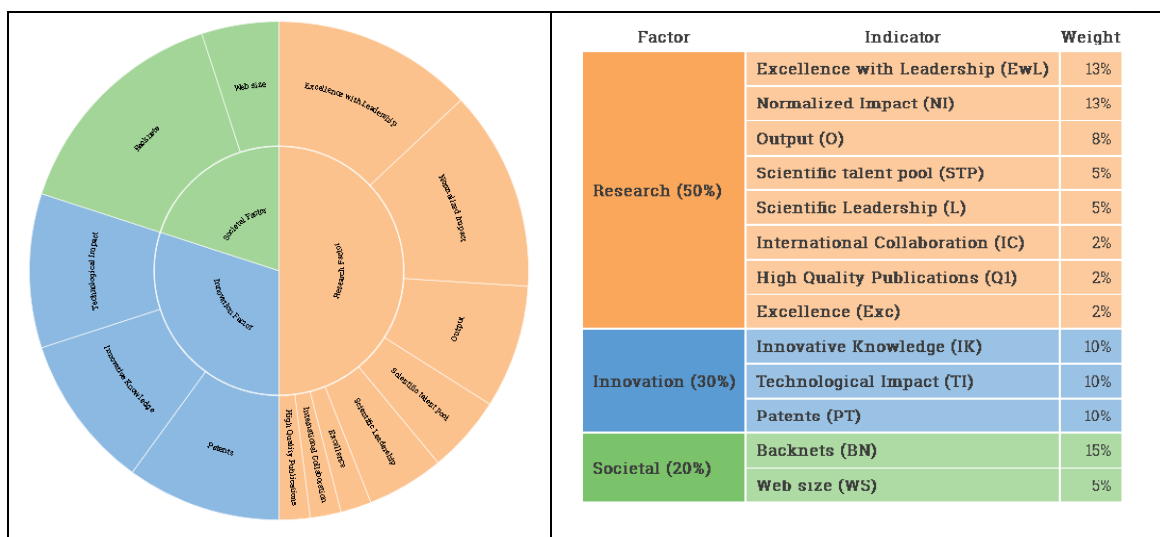 Web size
Backnets
Excellence with Leadership
Normalized Impact
Societal Factor
Technological Impact
Research Factor
Innovation Factor
Output
Innovative Knowledge
Scientific talent pool
Scientific Leadership
Excellence
International Collaboration
High Quality Publications
Patents
Factor Indicator Weight
Excellence with Leadership (EwL) 13%
Normalized Impact (NI) 13%
Output (O) 8%
Scientific talent pool (STP) 5%
Research (50%)
Scientific Leadership (L) 5%
International Collaboration (IC) 2%
High Quality Publications (Q1) 2%
Excellence (Exc) 2%
Innovative Knowledge (IK) 10%
Innovation (30%) Technological Impact (TI) 10%
Patents (PT) 10%
Backnets (BN) 15%
Societal (20%)
Web size (WS) 5%